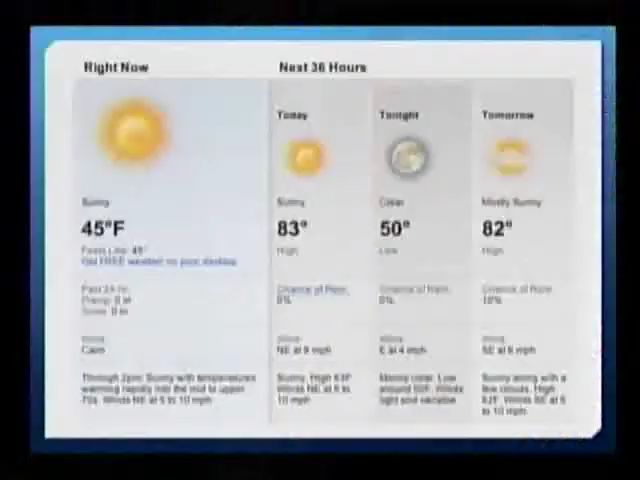 Right Now
Next 36 Hours
Today
Tonight
Tomorrow
Sunny
Sunny
Clear
Mostly Sunny
45°F
83°
50°
82°
Feels Like: 45°
High
Low
High
Get FREE weather on your desktop
Past 24-hr:
Precip: 0 in
Snow: 0 in
Chance of Rain:
0%
Chance of Rain:
0%
Chance of Rain:
10%
Wind:
Calm
Wind:
NE at 9 mph
Wind:
E at 4 mph
Wind:
SE at 6 mph
Through 2pm: Sunny with temperatures
warming rapidly into the mid to upper
70s. Winds NE at 5 to 10 mph.
Sunny. High 83F.
Winds NE at 5 to
10 mph.
Mainly clear. Low
around 50F. Winds
light and variable.
Sunny along with a
few clouds. High
82F. Winds SE at 5
to 10 mph.